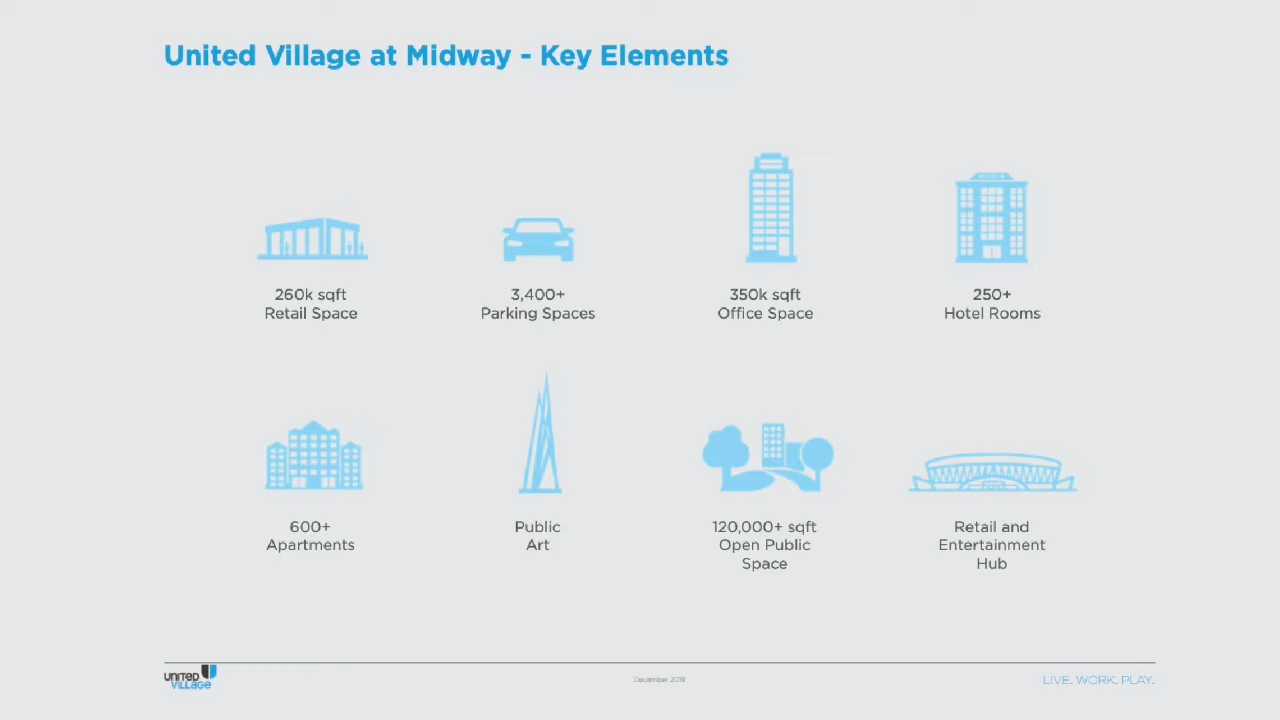 United Village at Midway - Key Elements
260k sqft
Retail Space
3,400+
Parking Spaces
350k sqft
Office Space
250+
Hotel Rooms
600+
Apartments
Public
Art
120,000+ sqft
Open Public
Space
Retail and
Entertainment
Hub
UNITED
VILLAGE
December 2019
LIVE. WORK. PLAY.